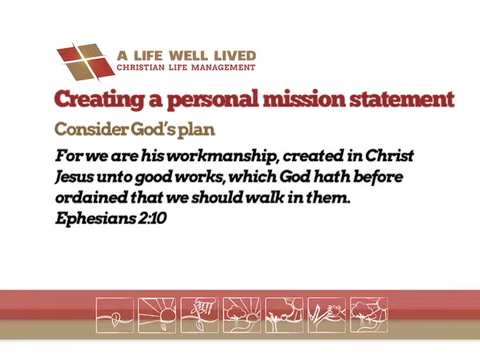 A LIFE WELL LIVED
CHRISTIAN LIFE MANAGEMENT
Creating a personal mission statement
Consider God's plan
For we are his workmanship, created in Christ
Jesus unto good works, which God hath before
ordained that we should walk in them.
Ephesians 2:10